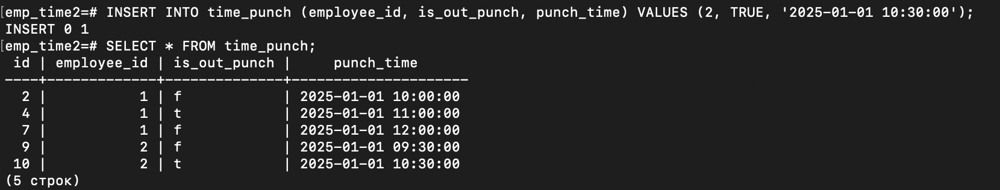 [emp_time2=# INSERT INTO time_punch (employee_id, is_out_punch, punch_time) VALUES (2, TRUE, '2025-01-01 10:30:00');
INSERT 0 1
[emp_time2=# SELECT * FROM time_punch;
 id | employee_id | is_out_punch |     punch_time
----+-------------+--------------+---------------------
  2 |           1 | f            | 2025-01-01 10:00:00
  4 |           1 | t            | 2025-01-01 11:00:00
  7 |           1 | f            | 2025-01-01 12:00:00
  9 |           2 | f            | 2025-01-01 09:30:00
 10 |           2 | t            | 2025-01-01 10:30:00
(5 строк)